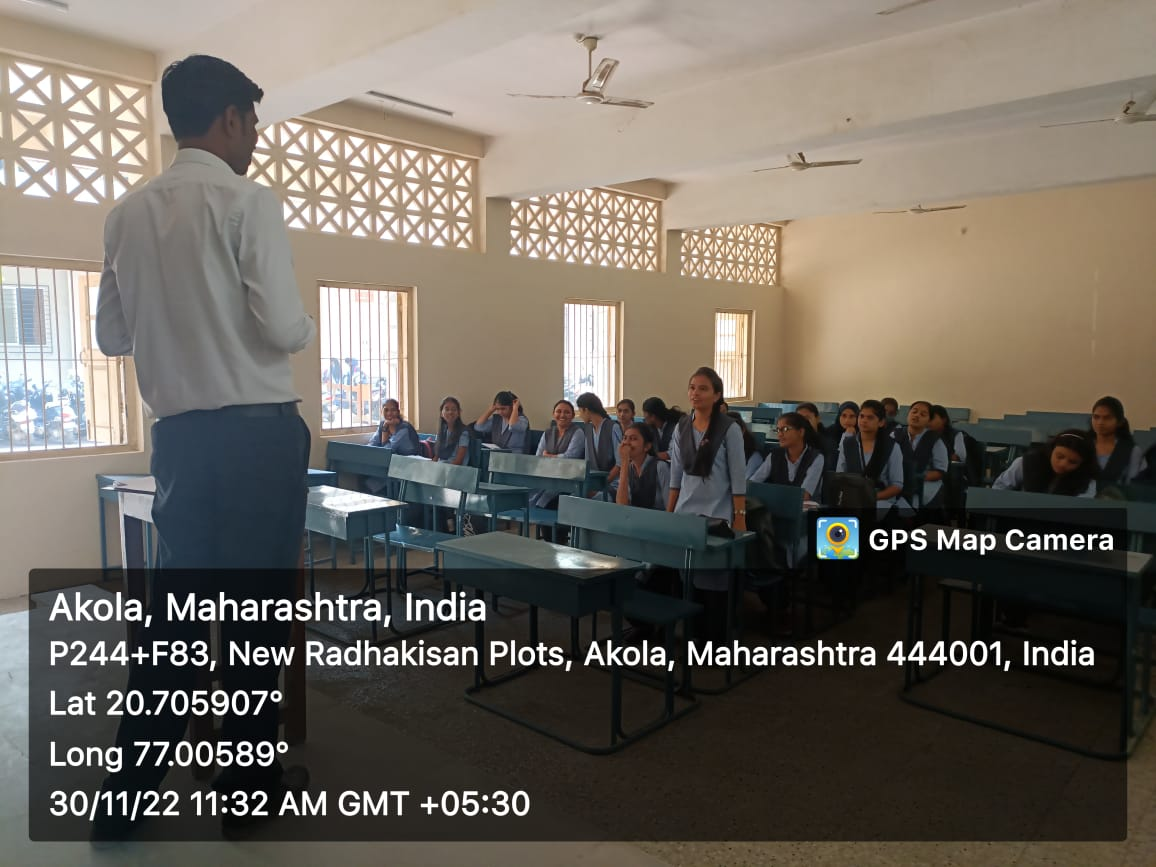 GPS Map Camera
Akola, Maharashtra, India
P244+F83, New Radhakisan Plots, Akola, Maharashtra 444001, India
Lat 20.705907°
Long 77.00589°
30/11/22 11:32 AM GMT +05:30